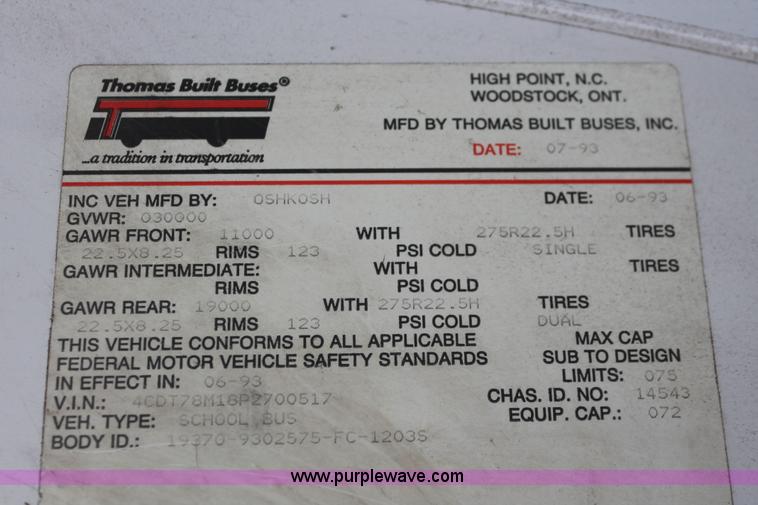 Thomas Built Buses®
...a tradition in transportation
HIGH POINT, N.C.
WOODSTOCK, ONT.
MFD BY THOMAS BUILT BUSES, INC.
DATE: 07-93
INC VEH MFD BY: OSHKOSH DATE: 06-93
GVWR: 030000
GAWR FRONT: 11000 WITH 275R22.5H TIRES
22.5X8.25 RIMS 123 PSI COLD SINGLE
GAWR INTERMEDIATE: WITH TIRES
RIMS PSI COLD
GAWR REAR: 19000 WITH 275R22.5H TIRES
22.5X8.25 RIMS 123 PSI COLD DUAL
THIS VEHICLE CONFORMS TO ALL APPLICABLE MAX CAP
FEDERAL MOTOR VEHICLE SAFETY STANDARDS SUB TO DESIGN
IN EFFECT IN: 06-93 LIMITS: 075
V.I.N.: 4CDT78M18P2700517 CHAS. ID. NO: 14543
VEH. TYPE: SCHOOL BUS EQUIP. CAP.: 072
BODY ID.: 19370-9302575-FC-1203S
www.purplewave.com